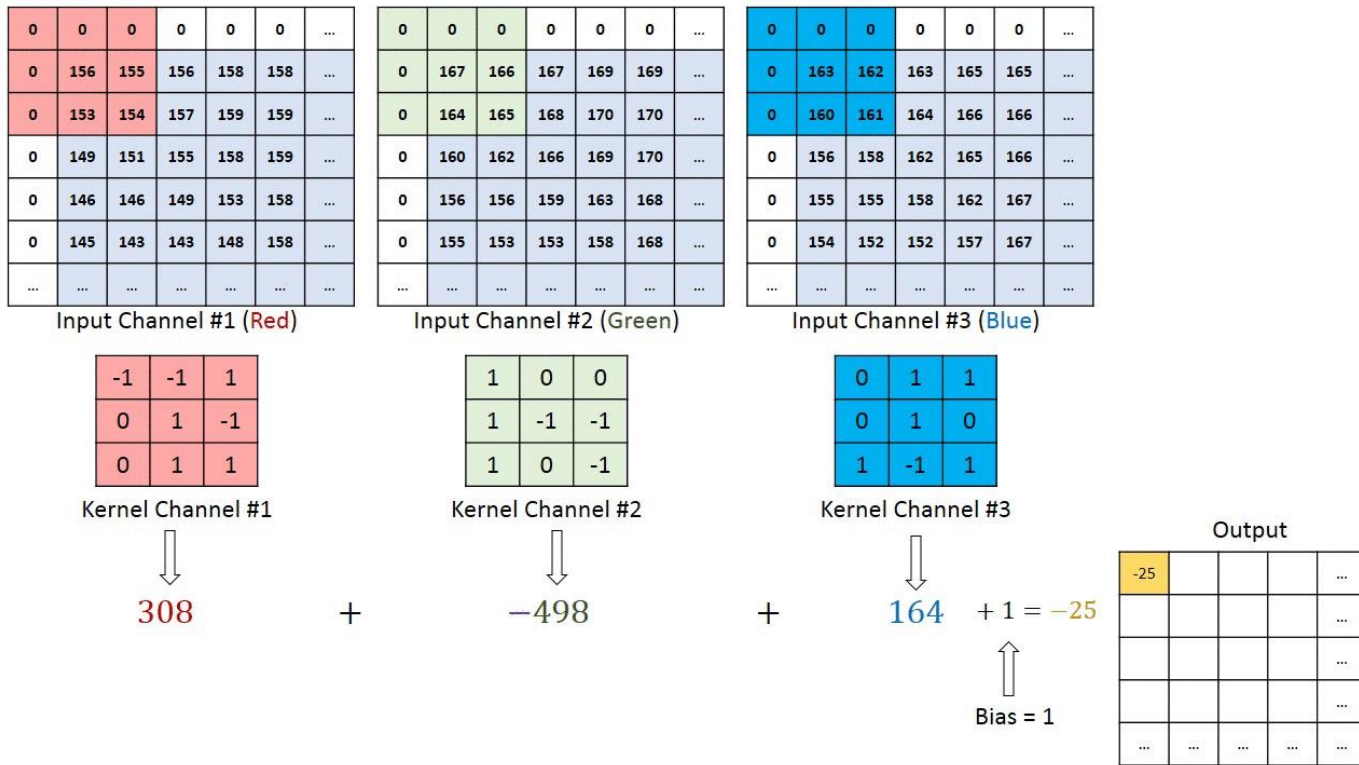 0 0 0 0 0 0 ... 0 0 0 0 0 0 ... 0 0 0 0 0 0 ...
0 156 155 156 158 158 ... 0 167 166 167 169 169 ... 0 163 162 163 165 165 ...
0 153 154 157 159 159 ... 0 164 165 168 170 170 ... 0 160 161 164 166 166 ...
0 149 151 155 158 159 ... 0 160 162 166 169 170 ... 0 156 158 162 165 166 ...
0 146 146 149 153 158 ... 0 156 156 159 163 168 ... 0 155 155 158 162 167 ...
0 145 143 143 148 158 ... 0 155 153 153 158 168 ... 0 154 152 152 157 167 ...
... ... ... ... ... ... ... ... ... ... ... ... ... ... ... ... ... ... ... ... ...
Input Channel #1 (Red) Input Channel #2 (Green) Input Channel #3 (Blue)
-1 -1 1 1 0 0 0 1 1
0 1 -1 1 -1 -1 0 1 0
0 1 1 1 0 -1 1 -1 1
Kernel Channel #1 Kernel Channel #2 Kernel Channel #3
308 + −498 + 164 + 1 = −25
Bias = 1
Output
-25 ...
...
...
...
... ... ... ... ...